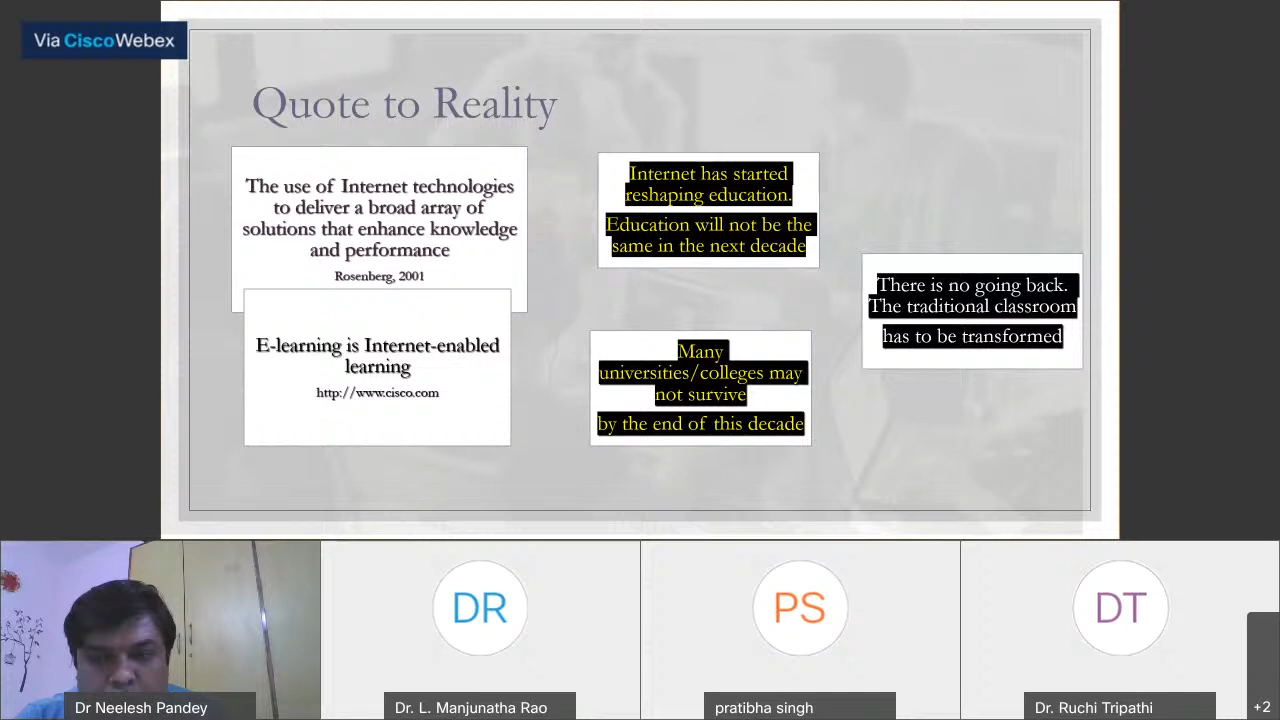 Via CiscoWebex
Quote to Reality
The use of Internet technologies
to deliver a broad array of
solutions that enhance knowledge
and performance
Rosenberg, 2001
E-learning is Internet-enabled
learning
http://www.cisco.com
Internet has started
reshaping education.
Education will not be the
same in the next decade
Many
universities/colleges may
not survive
by the end of this decade
There is no going back.
The traditional classroom
has to be transformed
Dr Neelesh Pandey
DR
Dr. L. Manjunatha Rao
PS
pratibha singh
DT
Dr. Ruchi Tripathi
+2